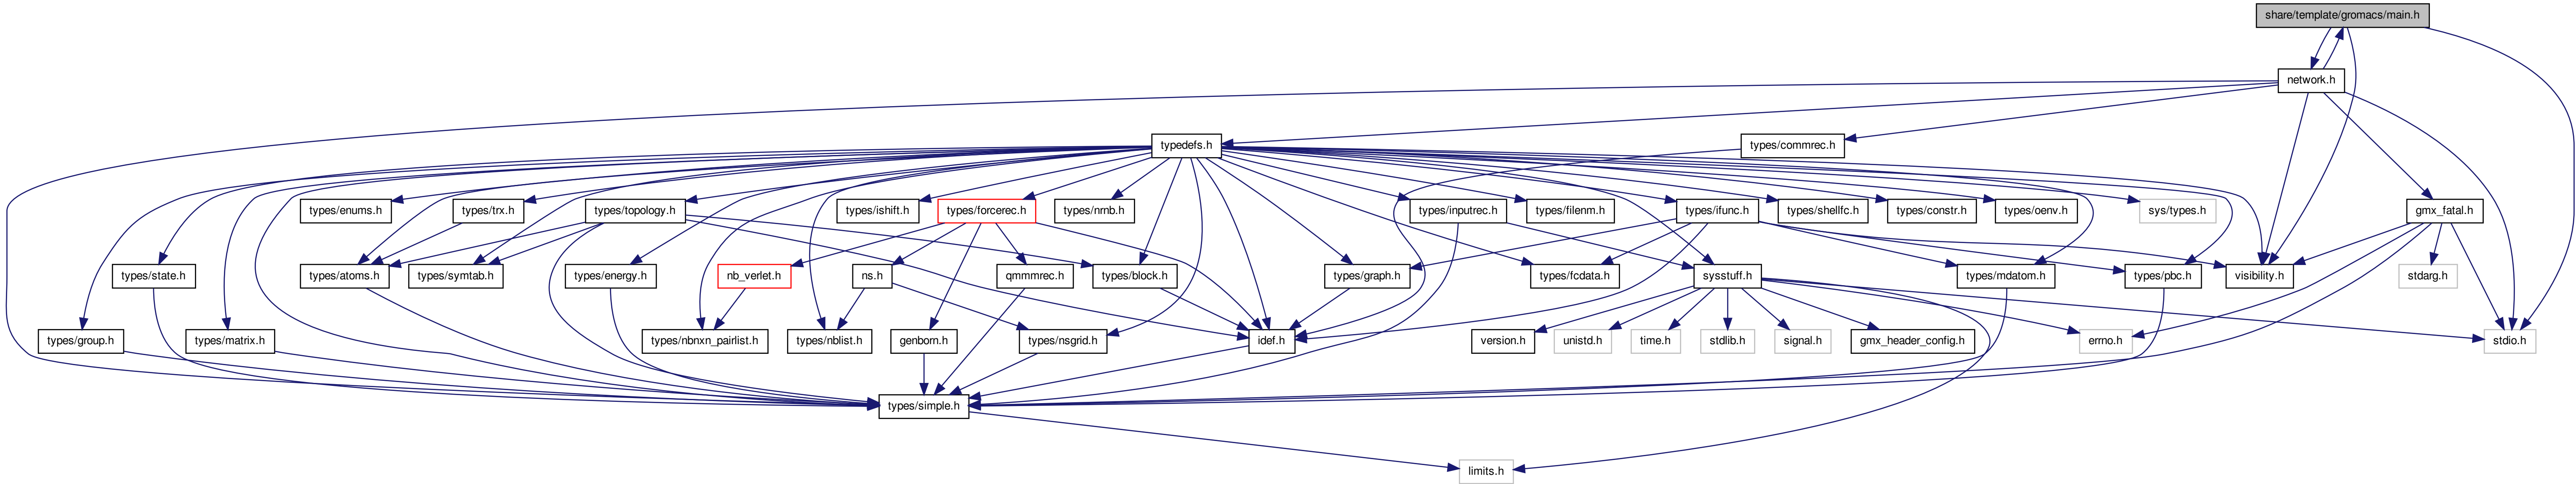 share/template/gromacs/main.h
network.h
typedefs.h
types/commrec.h
types/enums.h
types/trx.h
types/topology.h
types/ishift.h
types/forcerec.h
types/nrnb.h
types/inputrec.h
types/filenm.h
types/ifunc.h
types/shellfc.h
types/constr.h
types/oenv.h
sys/types.h
gmx_fatal.h
types/state.h
types/atoms.h
types/symtab.h
types/energy.h
nb_verlet.h
ns.h
qmmmrec.h
types/block.h
types/graph.h
types/fcdata.h
sysstuff.h
types/mdatom.h
types/pbc.h
visibility.h
stdarg.h
types/group.h
types/matrix.h
types/nbnxn_pairlist.h
types/nblist.h
genborn.h
types/nsgrid.h
idef.h
version.h
unistd.h
time.h
stdlib.h
signal.h
gmx_header_config.h
errno.h
stdio.h
types/simple.h
limits.h